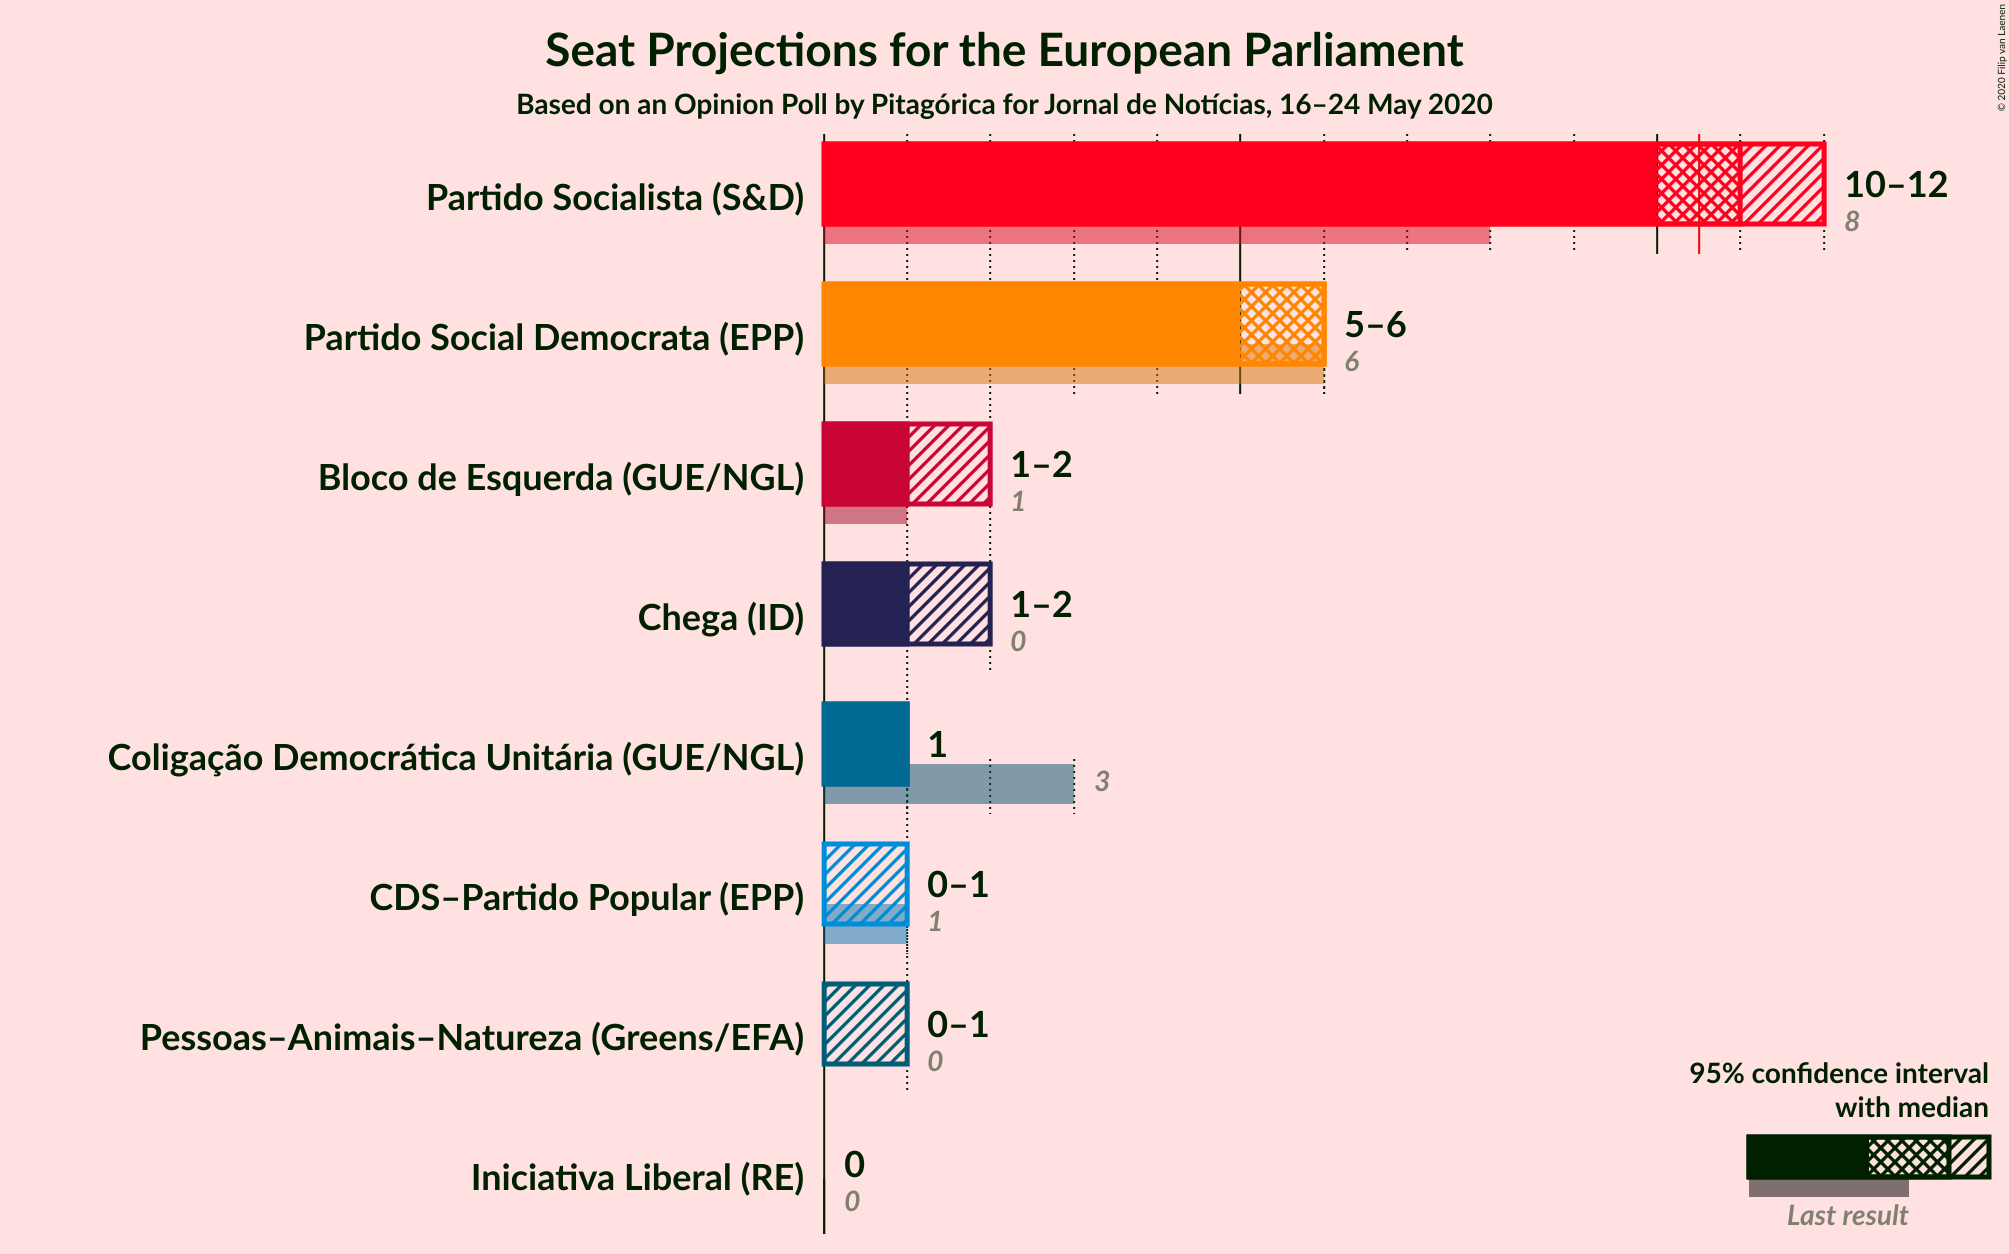 Seat Projections for the European Parliament
Based on an Opinion Poll by Pitagórica for Jornal de Notícias, 16–24 May 2020
© 2020 Filip van Laenen
Partido Socialista (S&D)
10–12
8
Partido Social Democrata (EPP)
5–6
6
Bloco de Esquerda (GUE/NGL)
1–2
1
Chega (ID)
1–2
0
Coligação Democrática Unitária (GUE/NGL)
1
3
CDS–Partido Popular (EPP)
0–1
1
Pessoas–Animais–Natureza (Greens/EFA)
0–1
0
Iniciativa Liberal (RE)
0
0
95% confidence interval
with median
Last result